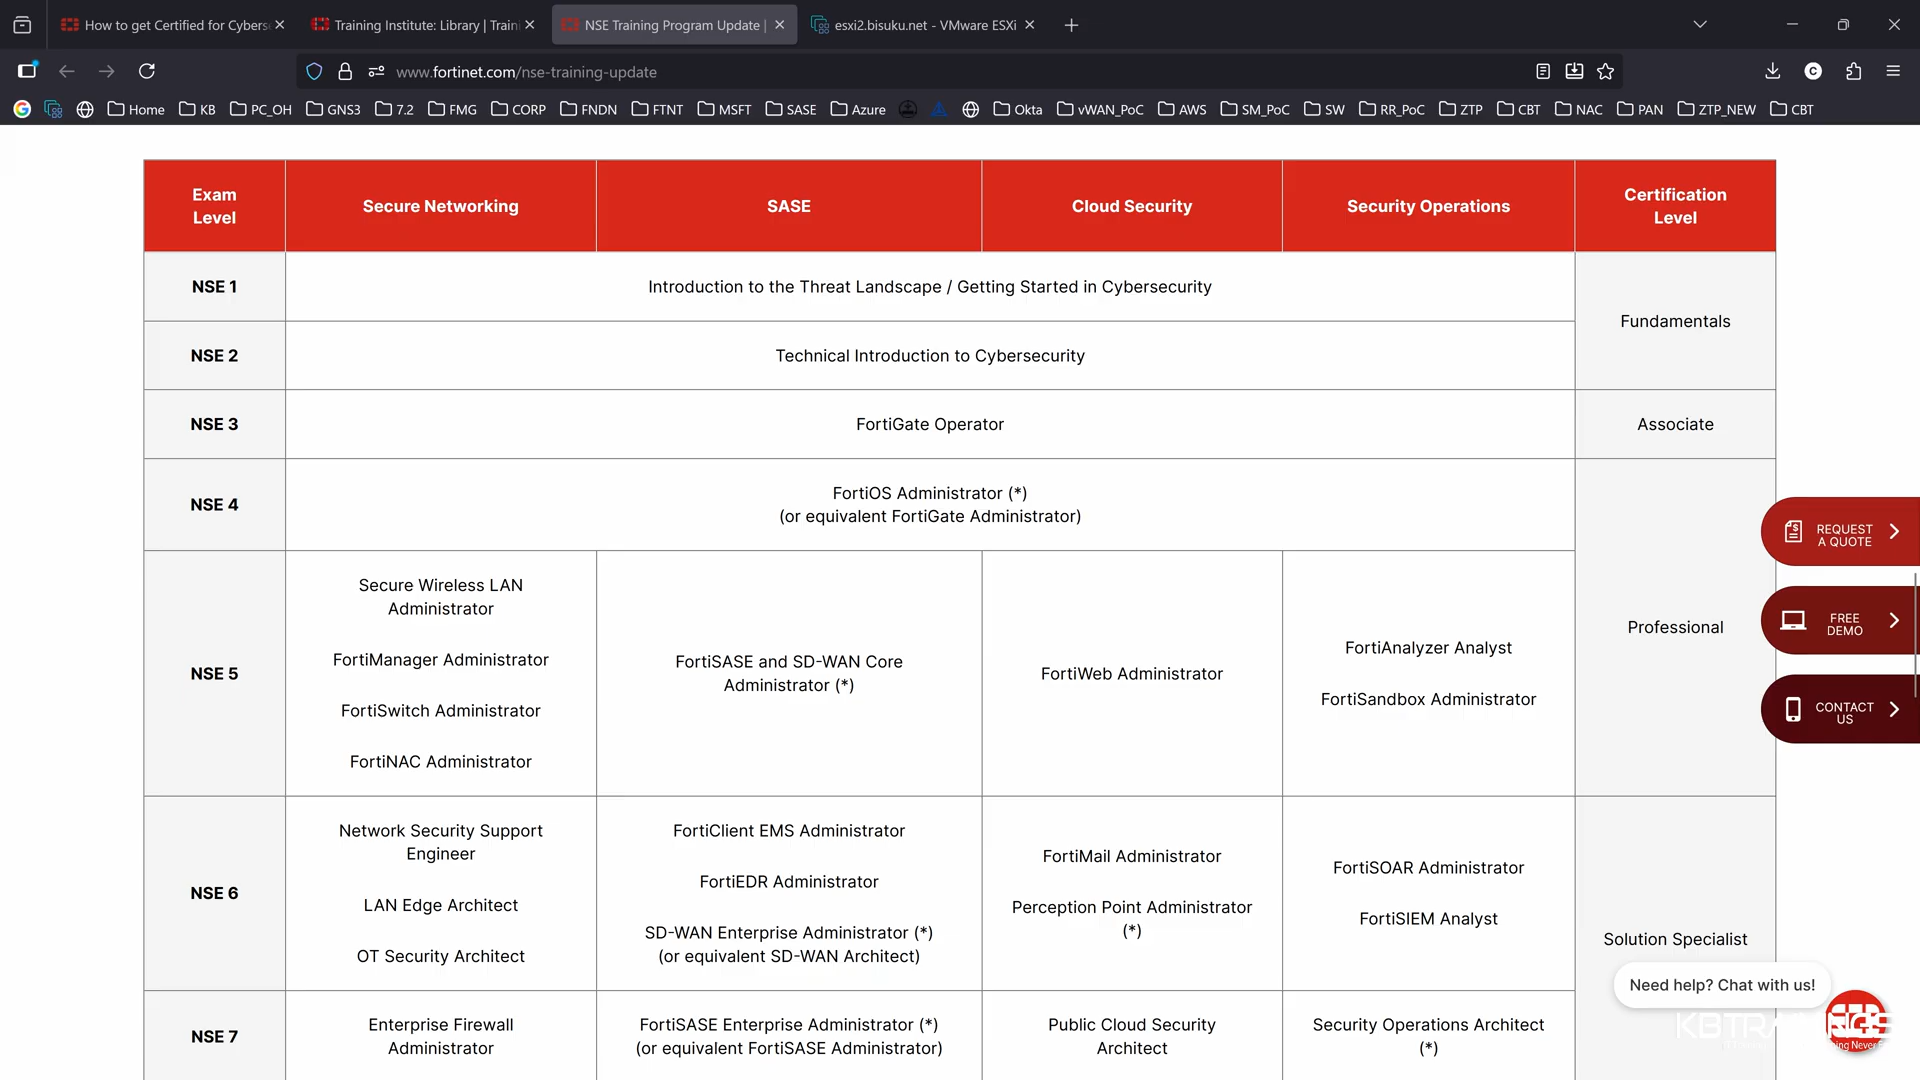 How to get Certified for Cyberse
Training Institute: Library | Traini
NSE Training Program Update |
esxi2.bisuku.net - VMware ESXi
www.fortinet.com/nse-training-update
Home
KB
PC_OH
GNS3
7.2
FMG
CORP
FNDN
FTNT
MSFT
SASE
Azure
Okta
vWAN_PoC
AWS
SM_PoC
SW
RR_PoC
ZTP
CBT
NAC
PAN
ZTP_NEW
CBT
Exam
Level
Secure Networking
SASE
Cloud Security
Security Operations
Certification
Level
NSE 1
Introduction to the Threat Landscape / Getting Started in Cybersecurity
Fundamentals
NSE 2
Technical Introduction to Cybersecurity
NSE 3
FortiGate Operator
Associate
NSE 4
FortiOS Administrator (*)
(or equivalent FortiGate Administrator)
Professional
NSE 5
Secure Wireless LAN
Administrator
FortiManager Administrator
FortiSwitch Administrator
FortiNAC Administrator
FortiSASE and SD-WAN Core
Administrator (*)
FortiWeb Administrator
FortiAnalyzer Analyst
FortiSandbox Administrator
NSE 6
Network Security Support
Engineer
LAN Edge Architect
OT Security Architect
FortiClient EMS Administrator
FortiEDR Administrator
SD-WAN Enterprise Administrator (*)
(or equivalent SD-WAN Architect)
FortiMail Administrator
Perception Point Administrator
(*)
FortiSOAR Administrator
FortiSIEM Analyst
Solution Specialist
NSE 7
Enterprise Firewall
Administrator
FortiSASE Enterprise Administrator (*)
(or equivalent FortiSASE Administrator)
Public Cloud Security
Architect
Security Operations Architect
(*)
REQUEST
A QUOTE
FREE
DEMO
CONTACT
US
Need help? Chat with us!